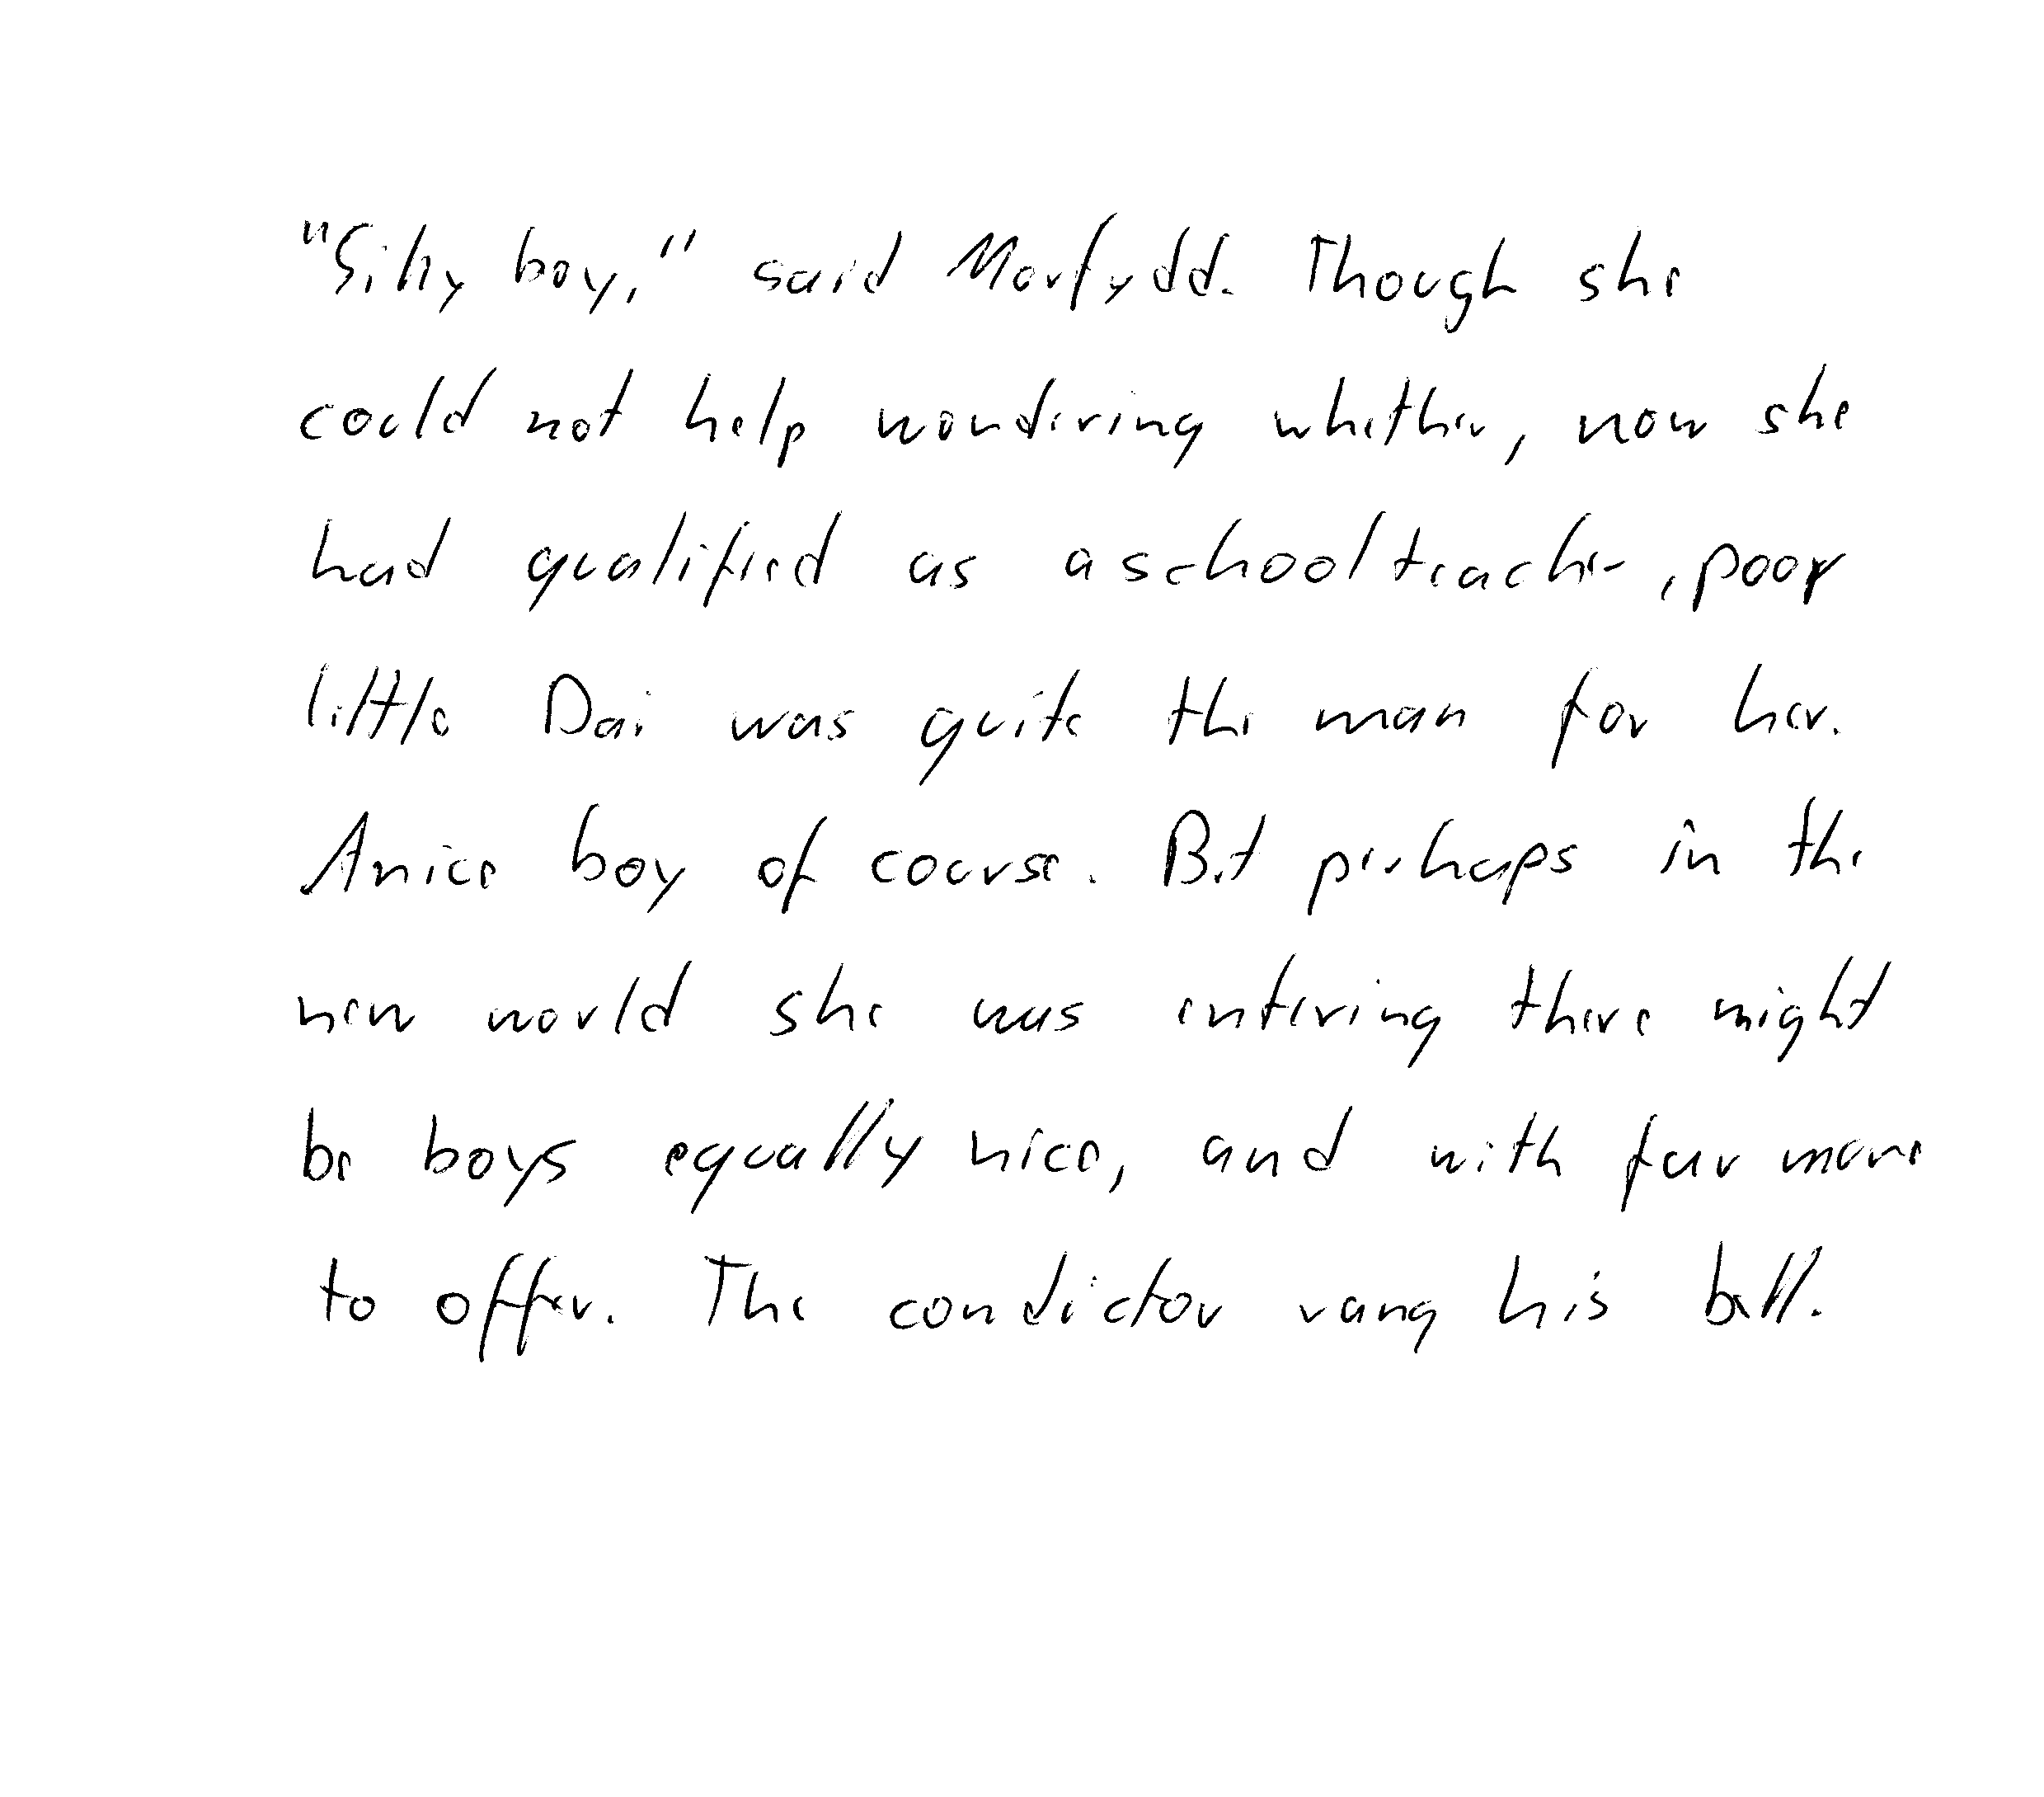 "Silly boy," said Morfydd. Though she
could not help wondering whether, now she
had qualified as a schoolteacher, poor
little Dai was quite the man for her.
A nice boy of course. But perhaps in the
new world she was entering there might
be boys equally nice, and with far more
to offer. The conductor rang his bell.